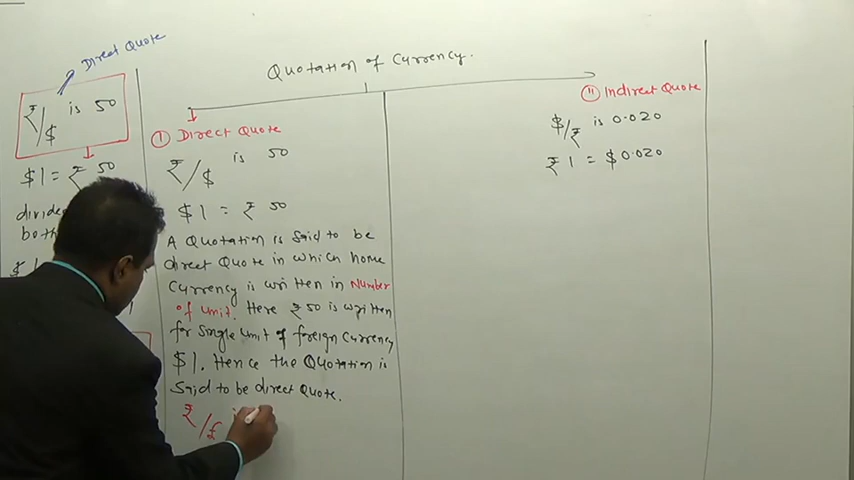 Direct Quote
₹/$ is 50
$1 = ₹ 50
both
Quotation of Currency.
I Direct Quote
₹/$ is 50
$1 = ₹ 50
A Quotation is said to be
direct Quote in which home
Currency is written in Number
of unit. Here ₹50 is written
for single unit of foreign Currency
$1. Hence the Quotation is
said to be direct Quote.
₹/£
II Indirect Quote
$/₹ is 0.020
₹ 1 = $ 0.020